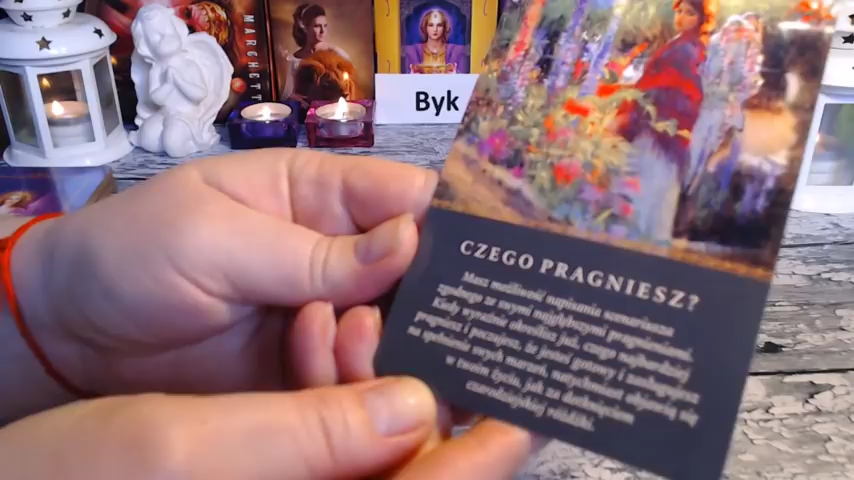 MARCHETT
Byk
CZEGO PRAGNIESZ?
Masz możliwość napisania scenariusza
zgodnego ze swymi najgłębszymi pragnieniami.
Kiedy wyraźnie określisz już, czego najbardziej
pragniesz i poczujesz, że jesteś gotowy i zasługujesz
na spełnienie swych marzeń, natychmiast objawią się
w twoim życiu, jak za dotknięciem
czarodziejskiej różdżki.